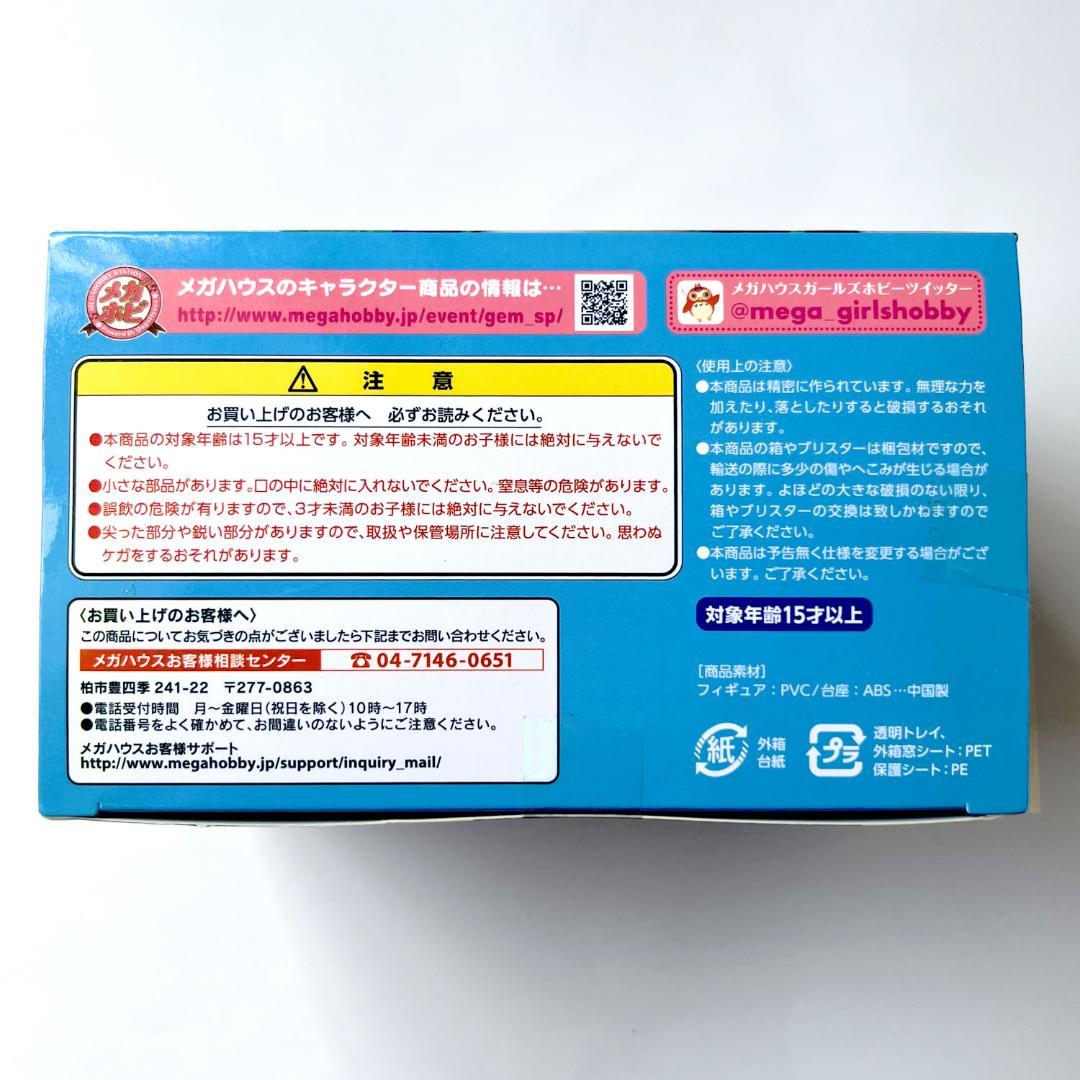 MEGAHOBBY STATION
メガホビ
Powered By MegaHouse
メガハウスのキャラクター商品の情報は…
http://www.megahobby.jp/event/gem_sp/
メガハウスガールズホビーツイッター
@mega_girlshobby
注 意
お買い上げのお客様へ 必ずお読みください。
●本商品の対象年齢は15才以上です。対象年齢未満のお子様には絶対に与えないで
ください。
●小さな部品があります。口の中に絶対に入れないでください。窒息等の危険があります。
●誤飲の危険が有りますので、3才未満のお子様には絶対に与えないでください。
●尖った部分や鋭い部分がありますので、取扱や保管場所に注意してください。思わぬ
ケガをするおそれがあります。
〈お買い上げのお客様へ〉
この商品についてお気づきの点がございましたら下記までお問い合わせください。
メガハウスお客様相談センター ☎04-7146-0651
柏市豊四季 241-22 〒277-0863
●電話受付時間 月〜金曜日(祝日を除く)10時〜17時
●電話番号をよく確かめて、お間違いのないようにご注意ください。
メガハウスお客様サポート
http://www.megahobby.jp/support/inquiry_mail/
〈使用上の注意〉
●本商品は精密に作られています。無理な力を
加えたり、落としたりすると破損するおそれ
があります。
●本商品の箱やブリスターは梱包材ですので、
輸送の際に多少の傷やへこみが生じる場合が
あります。よほどの大きな破損のない限り、
箱やブリスターの交換は致しかねますので
ご了承ください。
●本商品は予告無く仕様を変更する場合がござ
います。ご了承ください。
対象年齢15才以上
[商品素材]
フィギュア：PVC/台座：ABS…中国製
紙
外箱
台紙
プラ
透明トレイ、
外箱窓シート：PET
保護シート：PE